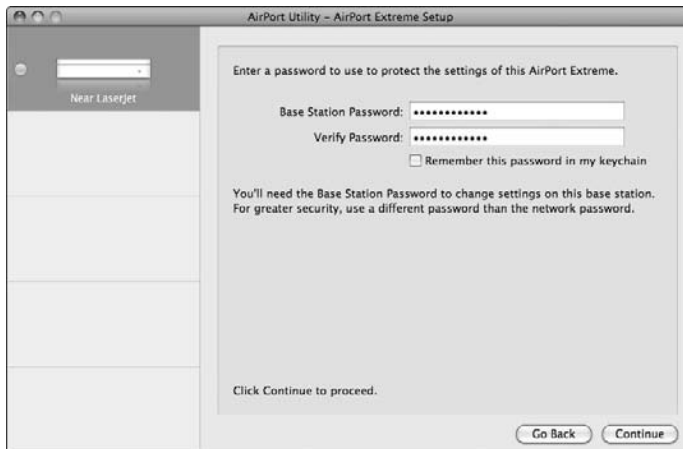 AirPort Utility – AirPort Extreme Setup
Near LaserJet
Enter a password to use to protect the settings of this AirPort Extreme.
Base Station Password: ••••••••••••
Verify Password: ••••••••••••
Remember this password in my keychain
You'll need the Base Station Password to change settings on this base station.
For greater security, use a different password than the network password.
Click Continue to proceed.
Go Back
Continue